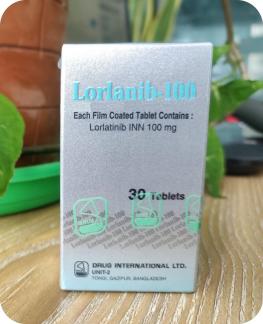 Lorlanib-100
Each Film Coated Tablet Contains :
Lorlatinib INN 100 mg
30 Tablets
DRUG INTERNATIONAL LTD.
UNIT-2
TONGI, GAZIPUR, BANGLADESH